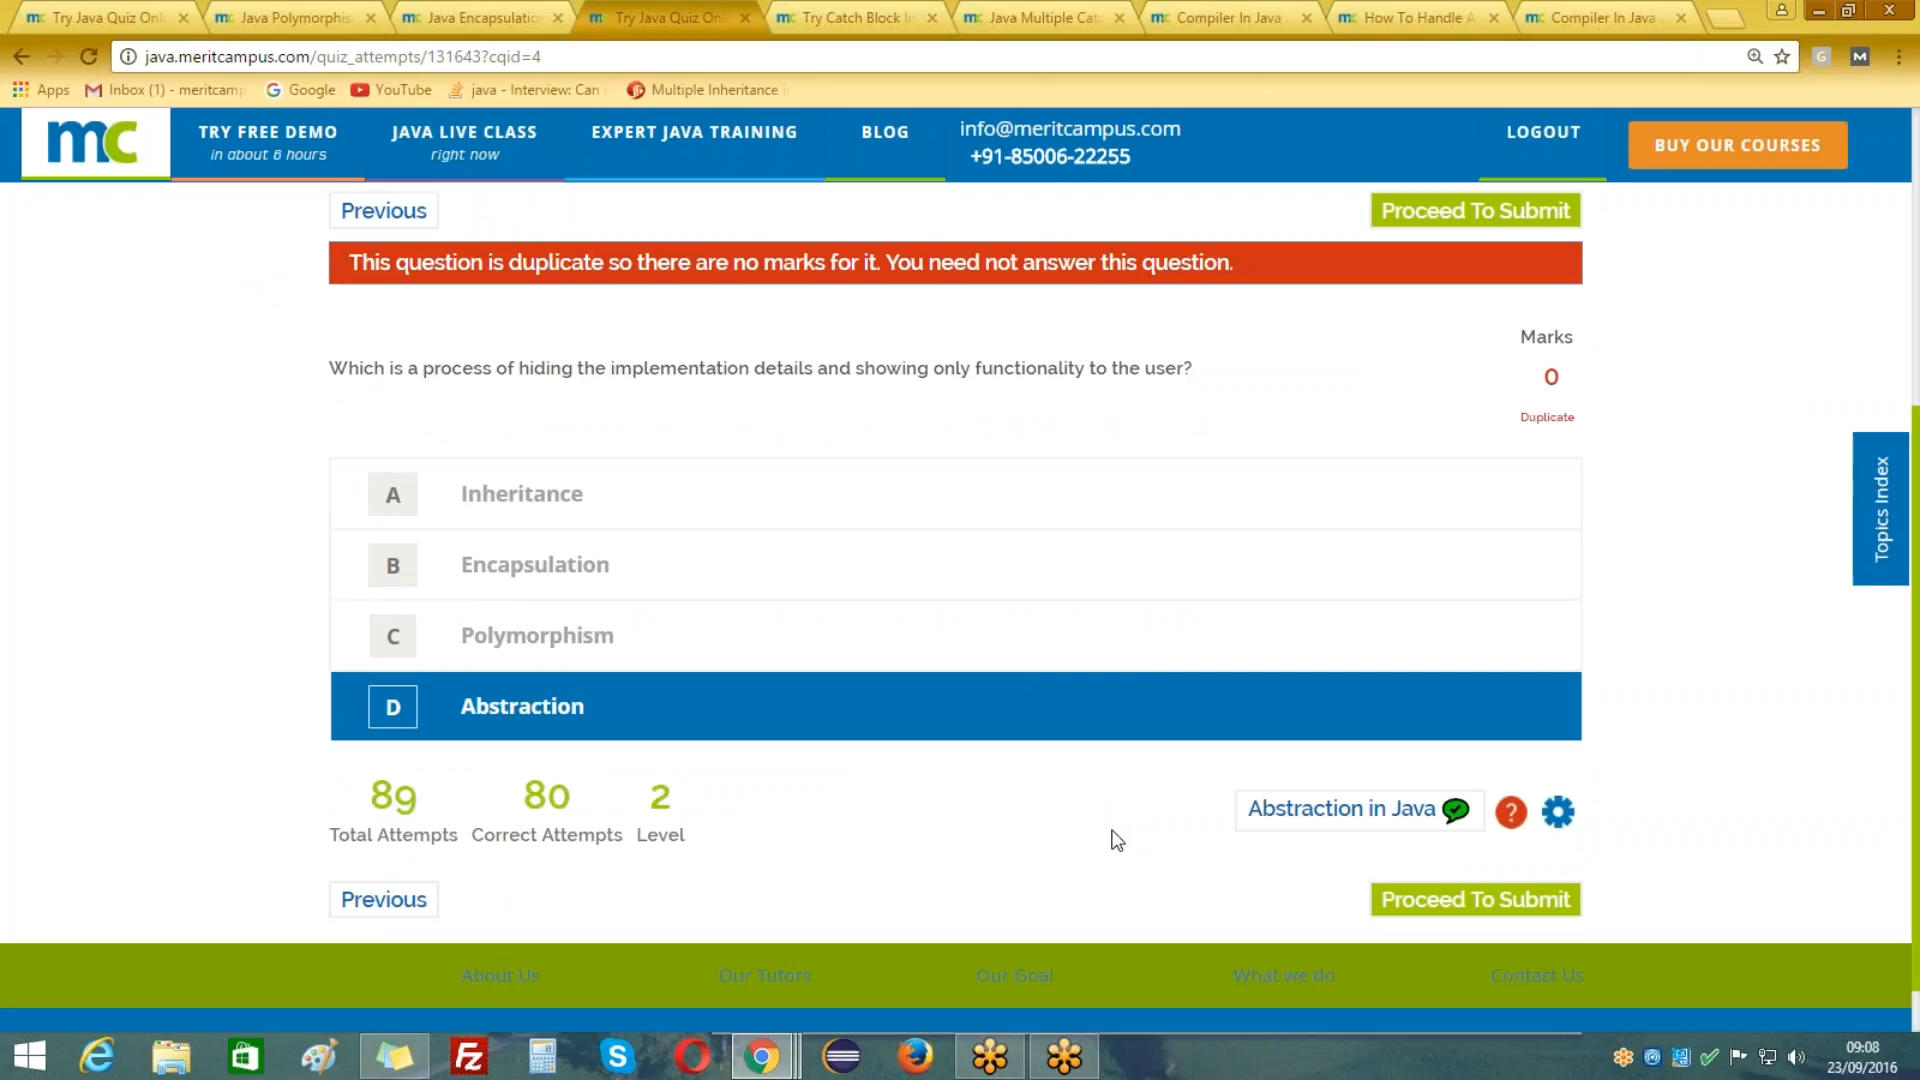 Try Java Quiz Onli
Java Polymorphis
Java Encapsulatio
Try Java Quiz Onl
Try Catch Block In
Java Multiple Catc
Compiler In Java
How To Handle A
Compiler In Java
java.meritcampus.com/quiz_attempts/131643?cqid=4
Apps
Inbox (1) - meritcamp
Google
YouTube
java - Interview: Can
Multiple Inheritance i
mc
TRY FREE DEMO
in about 6 hours
JAVA LIVE CLASS
right now
EXPERT JAVA TRAINING
BLOG
info@meritcampus.com
+91-85006-22255
LOGOUT
BUY OUR COURSES
Previous
Proceed To Submit
This question is duplicate so there are no marks for it. You need not answer this question.
Marks
Which is a process of hiding the implementation details and showing only functionality to the user?
0
Duplicate
A Inheritance
B Encapsulation
C Polymorphism
D Abstraction
Topics Index
89
80
2
Total Attempts
Correct Attempts
Level
Abstraction in Java
?
Previous
Proceed To Submit
About Us
Our Tutors
Our Goal
What we do
Contact Us
09:08
23/09/2016